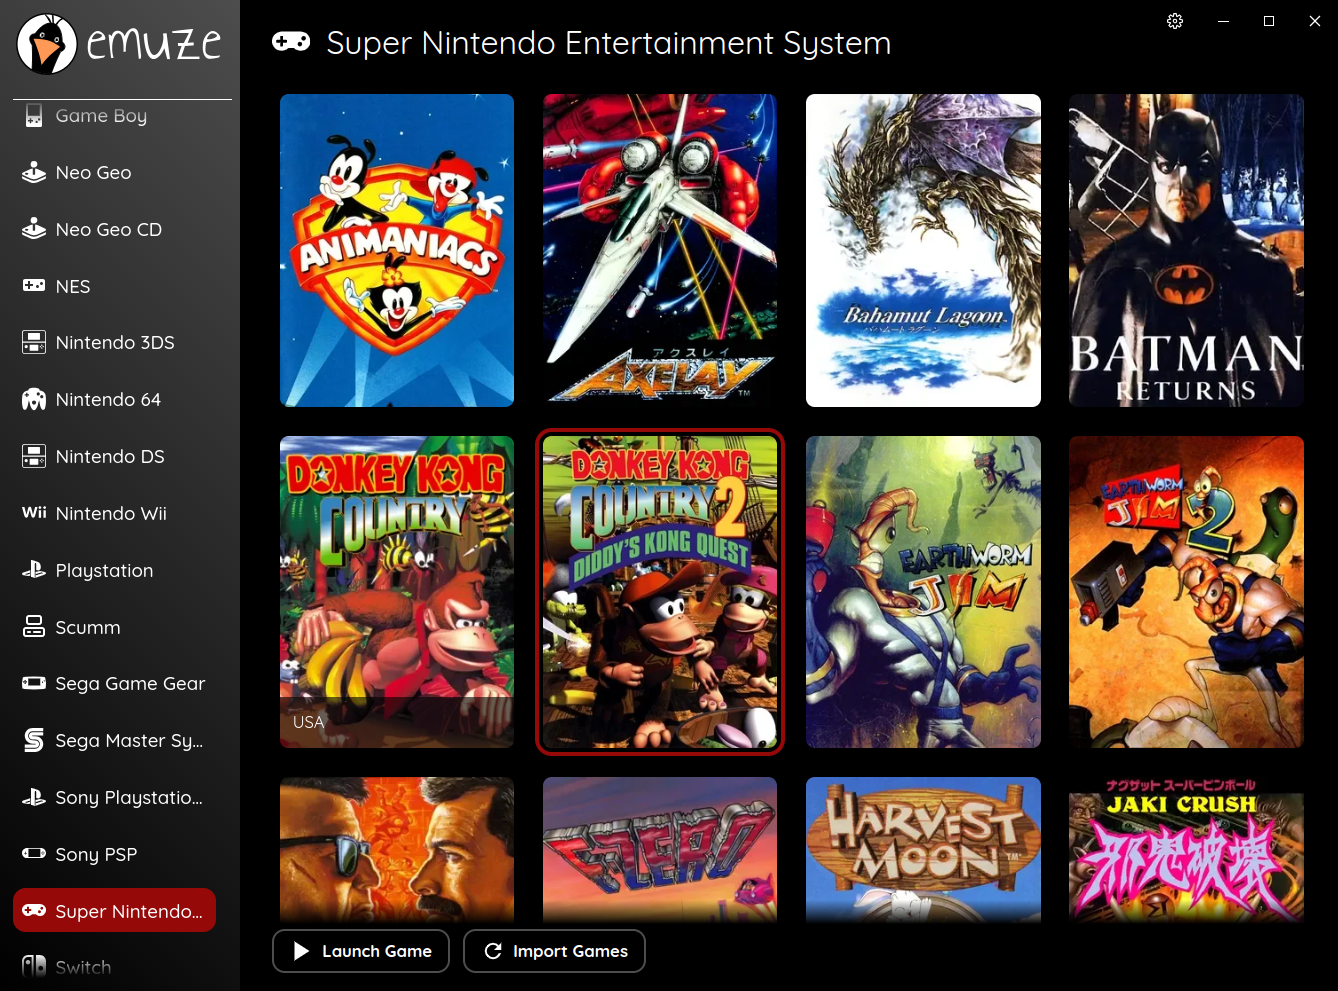 emuze
Game Boy
Neo Geo
Neo Geo CD
NES
Nintendo 3DS
Nintendo 64
Nintendo DS
Wii Nintendo Wii
Playstation
Scumm
Sega Game Gear
Sega Master Sy...
Sony Playstatio...
Sony PSP
Super Nintendo...
Switch
Super Nintendo Entertainment System
ANIMANIACS
TM
アクスレイ
AXELAY
TM
Bahamut Lagoon
バハムート ラグーン
BATMAN
RETURNS
DONKEY KONG
COUNTRY
USA
DONKEY KONG
COUNTRY 2
DIDDY'S KONG QUEST
EARTHWORM
JIM
EARTHWORM
JIM 2
F-ZERO
HARVEST
MOON
TM
ナグザット スーパーピンボール
JAKI CRUSH
邪鬼破壊
Launch Game
Import Games